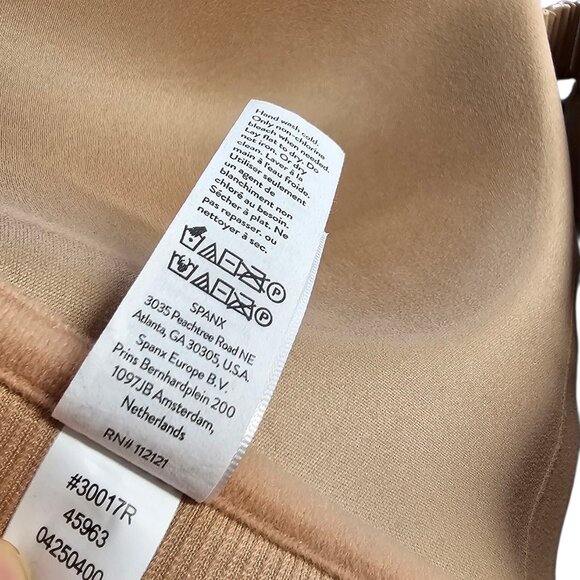 Hand wash cold.
Only non-chlorine
bleach when needed.
Lay flat to dry. Do
not iron. Or dry
clean. Laver à la
main à l'eau froide.
Utiliser seulement
un agent de
blanchiment non
chloré au besoin.
Sécher à plat. Ne
pas repasser. ou
nettoyer à sec.
P
P
SPANX
3035 Peachtree Road NE
Atlanta, GA 30305, U.S.A.
Spanx Europe B.V.
Prins Bernhardplein 200
1097JB Amsterdam,
Netherlands
RN# 112121
#30017R
45963
04250400